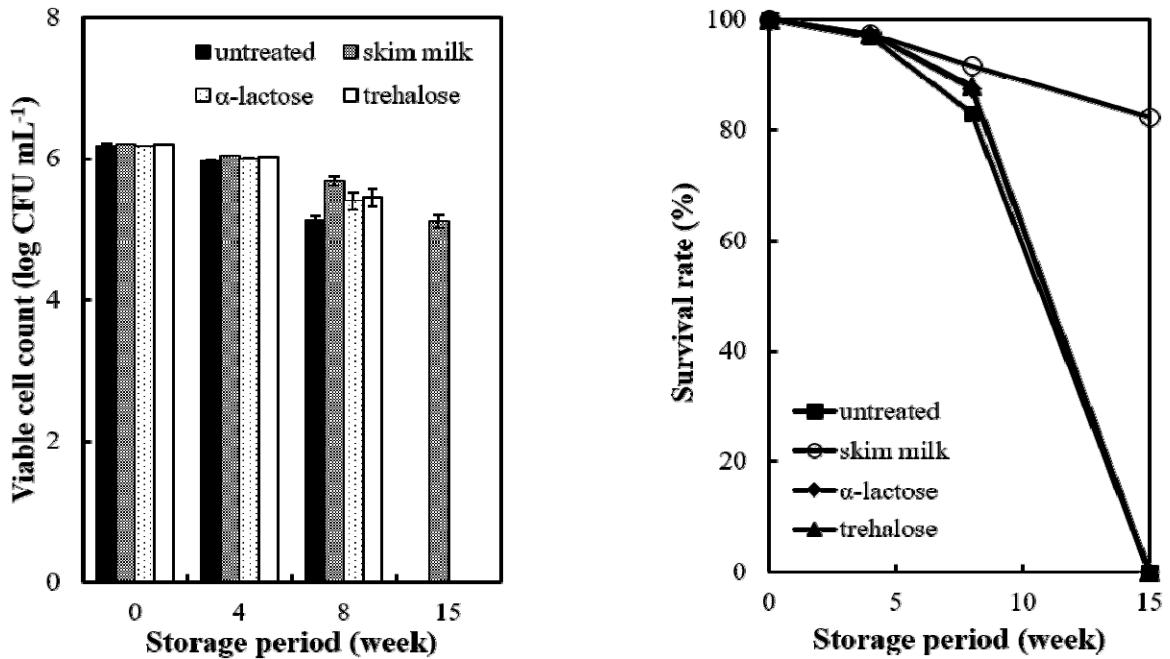 Viable cell count (log CFU mL-1)
8
6
4
2
0
untreated
skim milk
α-lactose
trehalose
0
4
8
15
Storage period (week)
Survival rate (%)
100
80
60
40
20
0
untreated
skim milk
α-lactose
trehalose
0
5
10
15
Storage period (week)